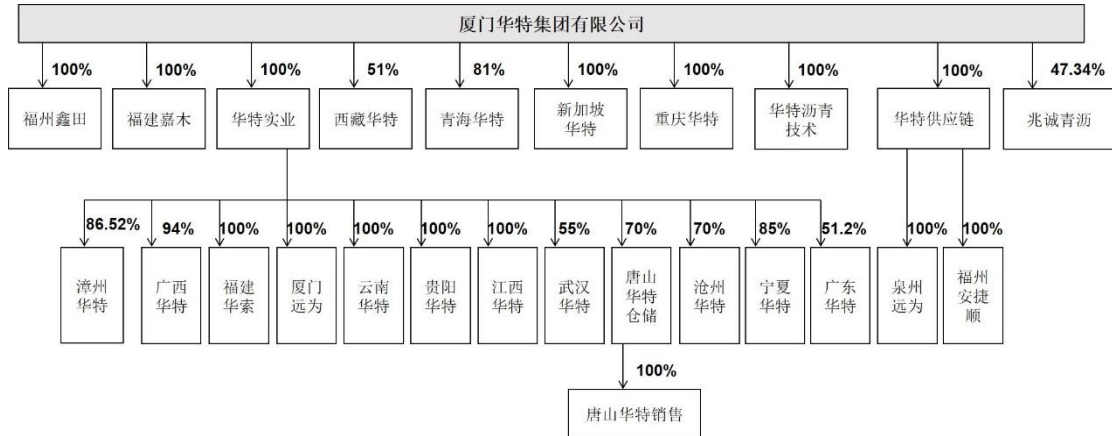 厦门华特集团有限公司
100%
100%
100%
51%
81%
100%
100%
100%
100%
47.34%
福州鑫田
福建嘉木
华特实业
西藏华特
青海华特
新加坡
华特
重庆华特
华特沥青
技术
华特供应链
兆诚青沥
86.52%
94%
100%
100%
100%
100%
100%
55%
70%
70%
85%
51.2%
100%
100%
漳州
华特
广西
华特
福建
华索
厦门
远为
云南
华特
贵阳
华特
江西
华特
武汉
华特
唐山
华特
仓储
沧州
华特
宁夏
华特
广东
华特
泉州
远为
福州
安捷
顺
100%
唐山华特销售